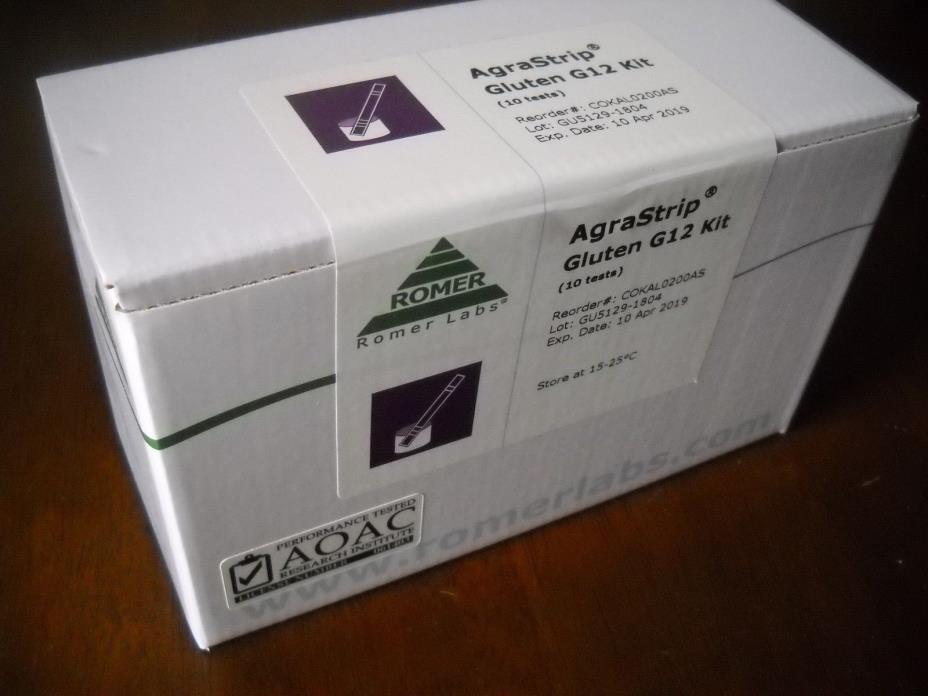 AgraStrip®
Gluten G12 Kit
(10 tests)
Reorder#: COKAL0200AS
Lot: GU5129-1804
Exp. Date: 10 Apr 2019
AgraStrip®
Gluten G12 Kit
(10 tests)
Reorder#: COKAL0200AS
Lot: GU5129-1804
Exp. Date: 10 Apr 2019
Store at 15-25°C
ROMER
Romer Labs®
PERFORMANCE TESTED
AOAC
RESEARCH INSTITUTE
LICENSE NUMBER
www.romerlabs.com